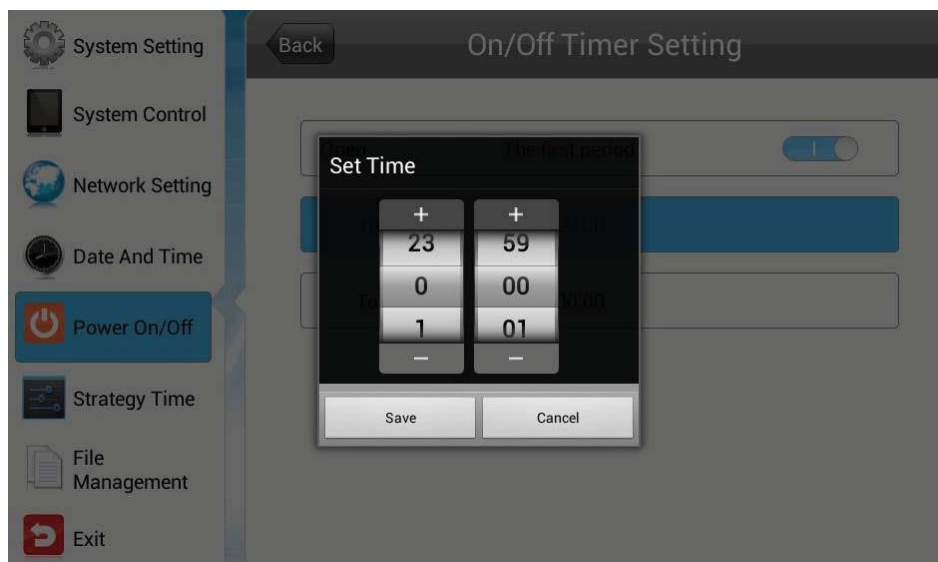 System Setting
System Control
Network Setting
Date And Time
Power On/Off
Strategy Time
File
Management
Exit
Back
On/Off Timer Setting
The first period
Set Time
+ +
23 59
0 00
1 01
– –
Save Cancel